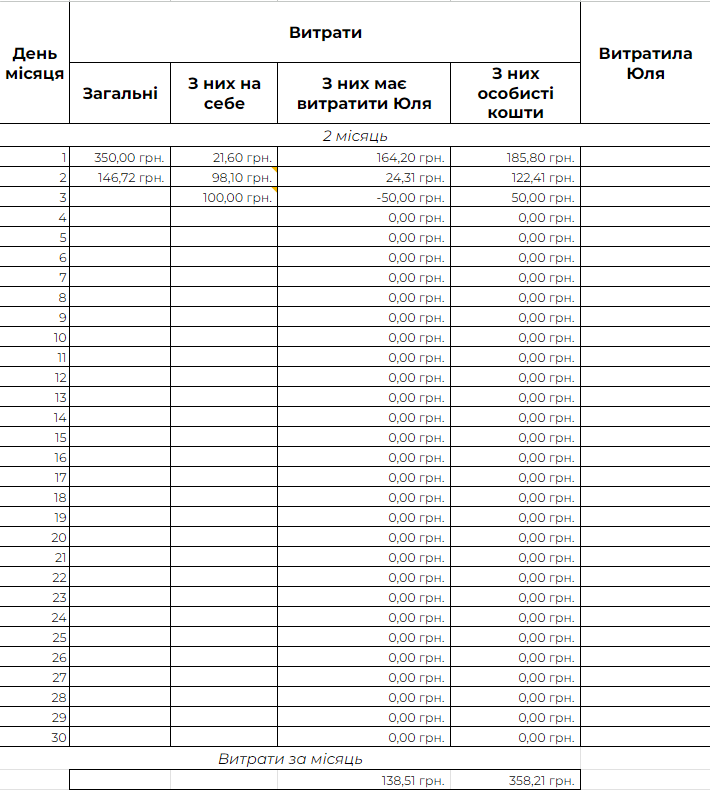 День місяця
Витрати
Витратила Юля
Загальні
З них на себе
З них має витратити Юля
З них особисті кошти
2 місяць
1 350,00 грн. 21,60 грн. 164,20 грн. 185,80 грн.
2 146,72 грн. 98,10 грн. 24,31 грн. 122,41 грн.
3 100,00 грн. -50,00 грн. 50,00 грн.
4 0,00 грн. 0,00 грн.
5 0,00 грн. 0,00 грн.
6 0,00 грн. 0,00 грн.
7 0,00 грн. 0,00 грн.
8 0,00 грн. 0,00 грн.
9 0,00 грн. 0,00 грн.
10 0,00 грн. 0,00 грн.
11 0,00 грн. 0,00 грн.
12 0,00 грн. 0,00 грн.
13 0,00 грн. 0,00 грн.
14 0,00 грн. 0,00 грн.
15 0,00 грн. 0,00 грн.
16 0,00 грн. 0,00 грн.
17 0,00 грн. 0,00 грн.
18 0,00 грн. 0,00 грн.
19 0,00 грн. 0,00 грн.
20 0,00 грн. 0,00 грн.
21 0,00 грн. 0,00 грн.
22 0,00 грн. 0,00 грн.
23 0,00 грн. 0,00 грн.
24 0,00 грн. 0,00 грн.
25 0,00 грн. 0,00 грн.
26 0,00 грн. 0,00 грн.
27 0,00 грн. 0,00 грн.
28 0,00 грн. 0,00 грн.
29 0,00 грн. 0,00 грн.
30 0,00 грн. 0,00 грн.
Витрати за місяць
138,51 грн. 358,21 грн.